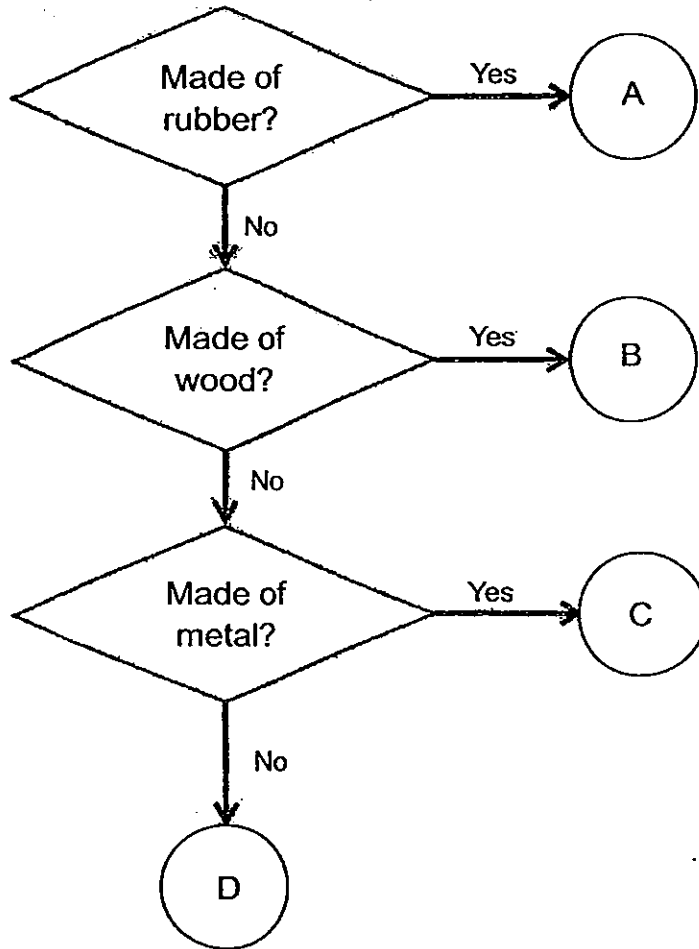 Made of
rubber?
Yes
A
No
Made of
wood?
Yes
B
No
Made of
metal?
Yes
C
No
D